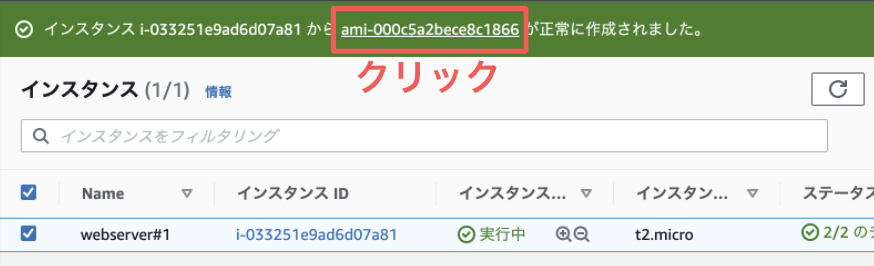 インスタンス i-033251e9ad6d07a81 から ami-000c5a2bece8c1866 が正常に作成されました。
クリック
インスタンス (1/1) 情報
インスタンスをフィルタリング
Name インスタンス ID インスタンス... インスタン... ステータス
webserver#1 i-033251e9ad6d07a81 実行中 t2.micro 2/2 の